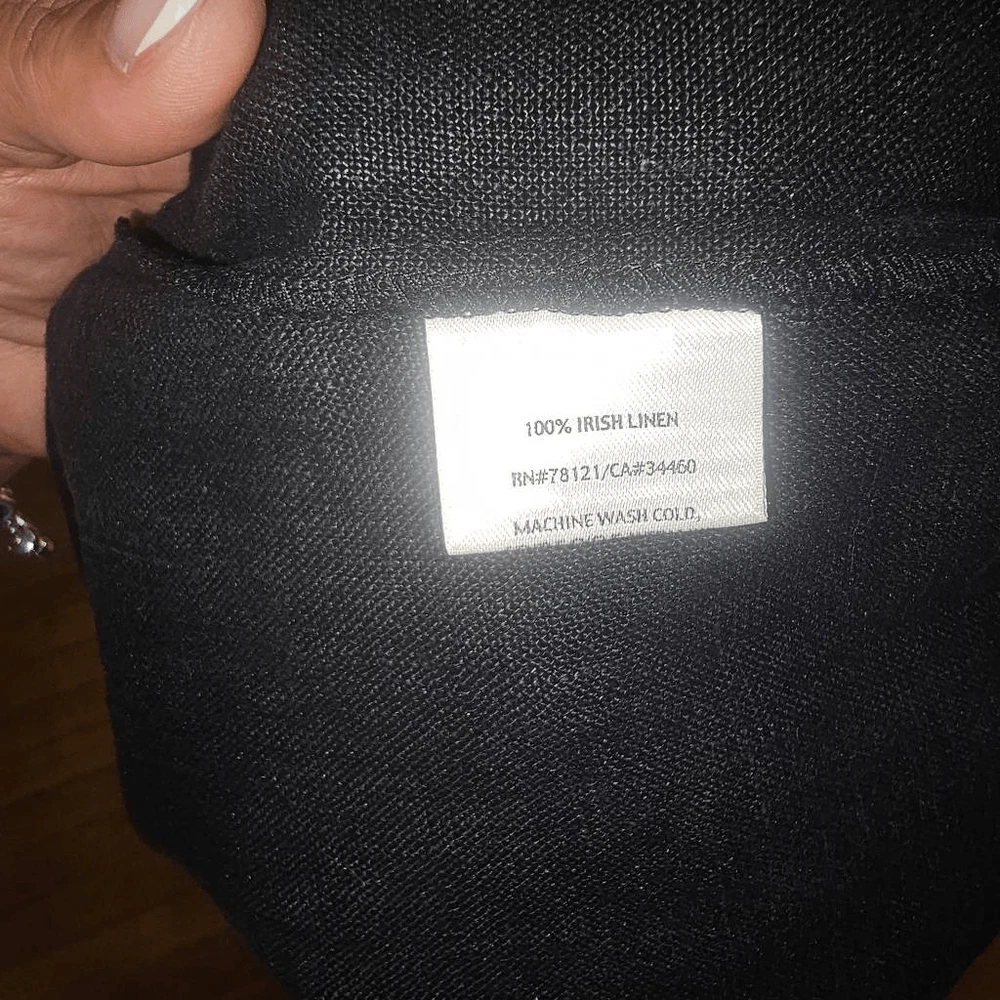 100% IRISH LINEN
RN#78121/CA#34460
MACHINE WASH COLD,